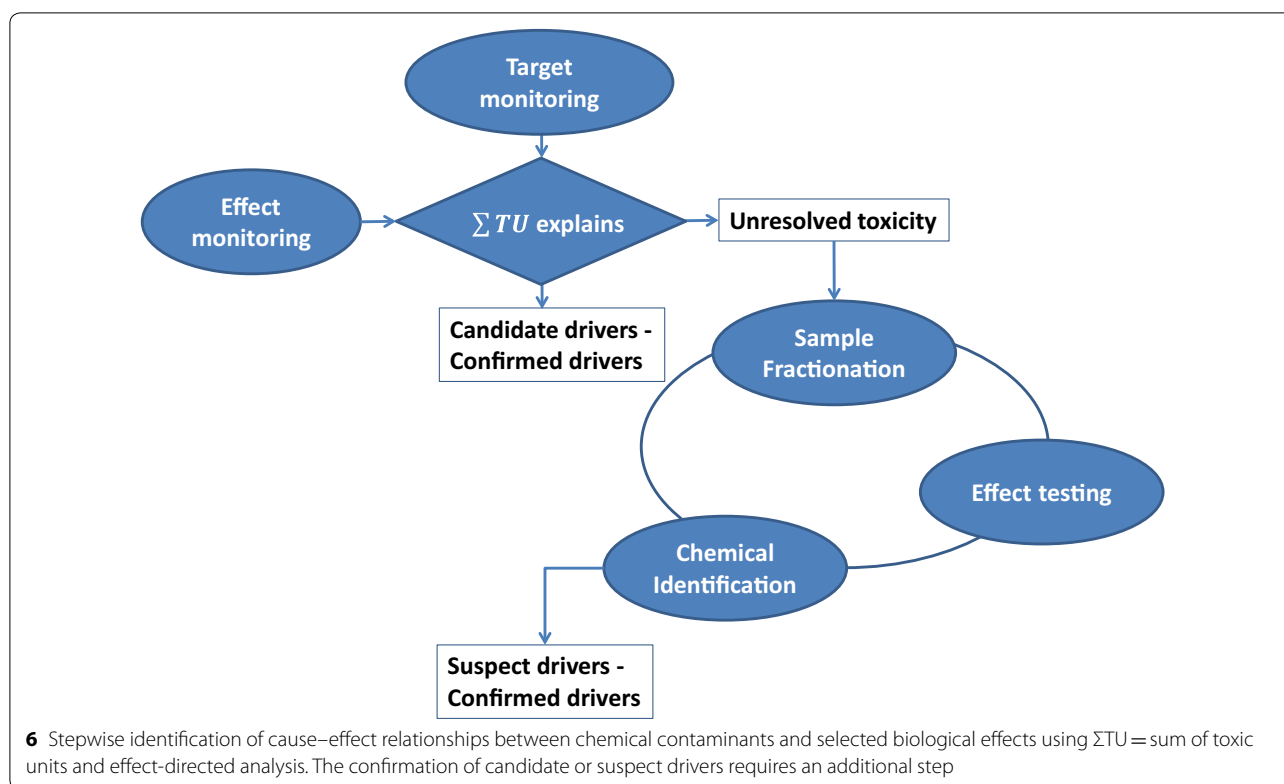 Target
monitoring
Effect
monitoring
∑ TU explains
Unresolved toxicity
Candidate drivers -
Confirmed drivers
Sample
Fractionation
Effect testing
Chemical
Identification
Suspect drivers -
Confirmed drivers
6 Stepwise identification of cause–effect relationships between chemical contaminants and selected biological effects using ΣTU = sum of toxic
units and effect-directed analysis. The confirmation of candidate or suspect drivers requires an additional step